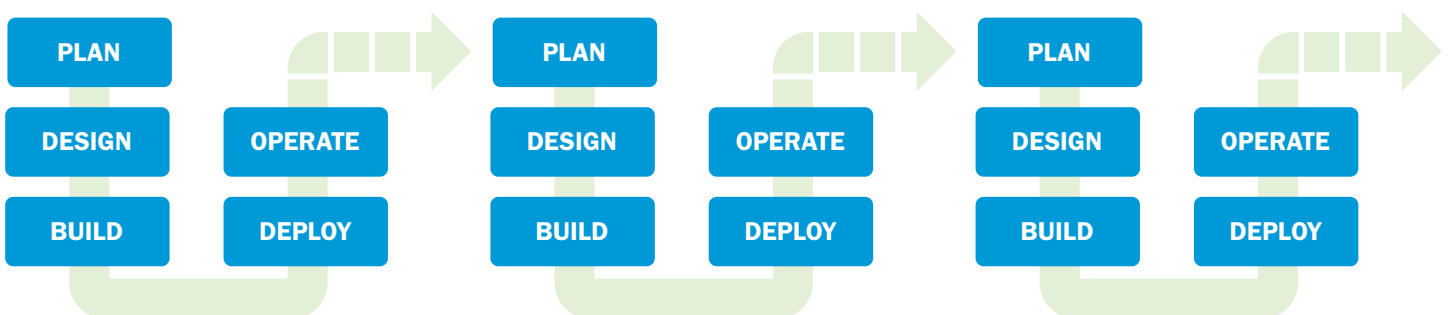 PLAN
DESIGN
BUILD
DEPLOY
OPERATE
PLAN
DESIGN
BUILD
DEPLOY
OPERATE
PLAN
DESIGN
BUILD
DEPLOY
OPERATE